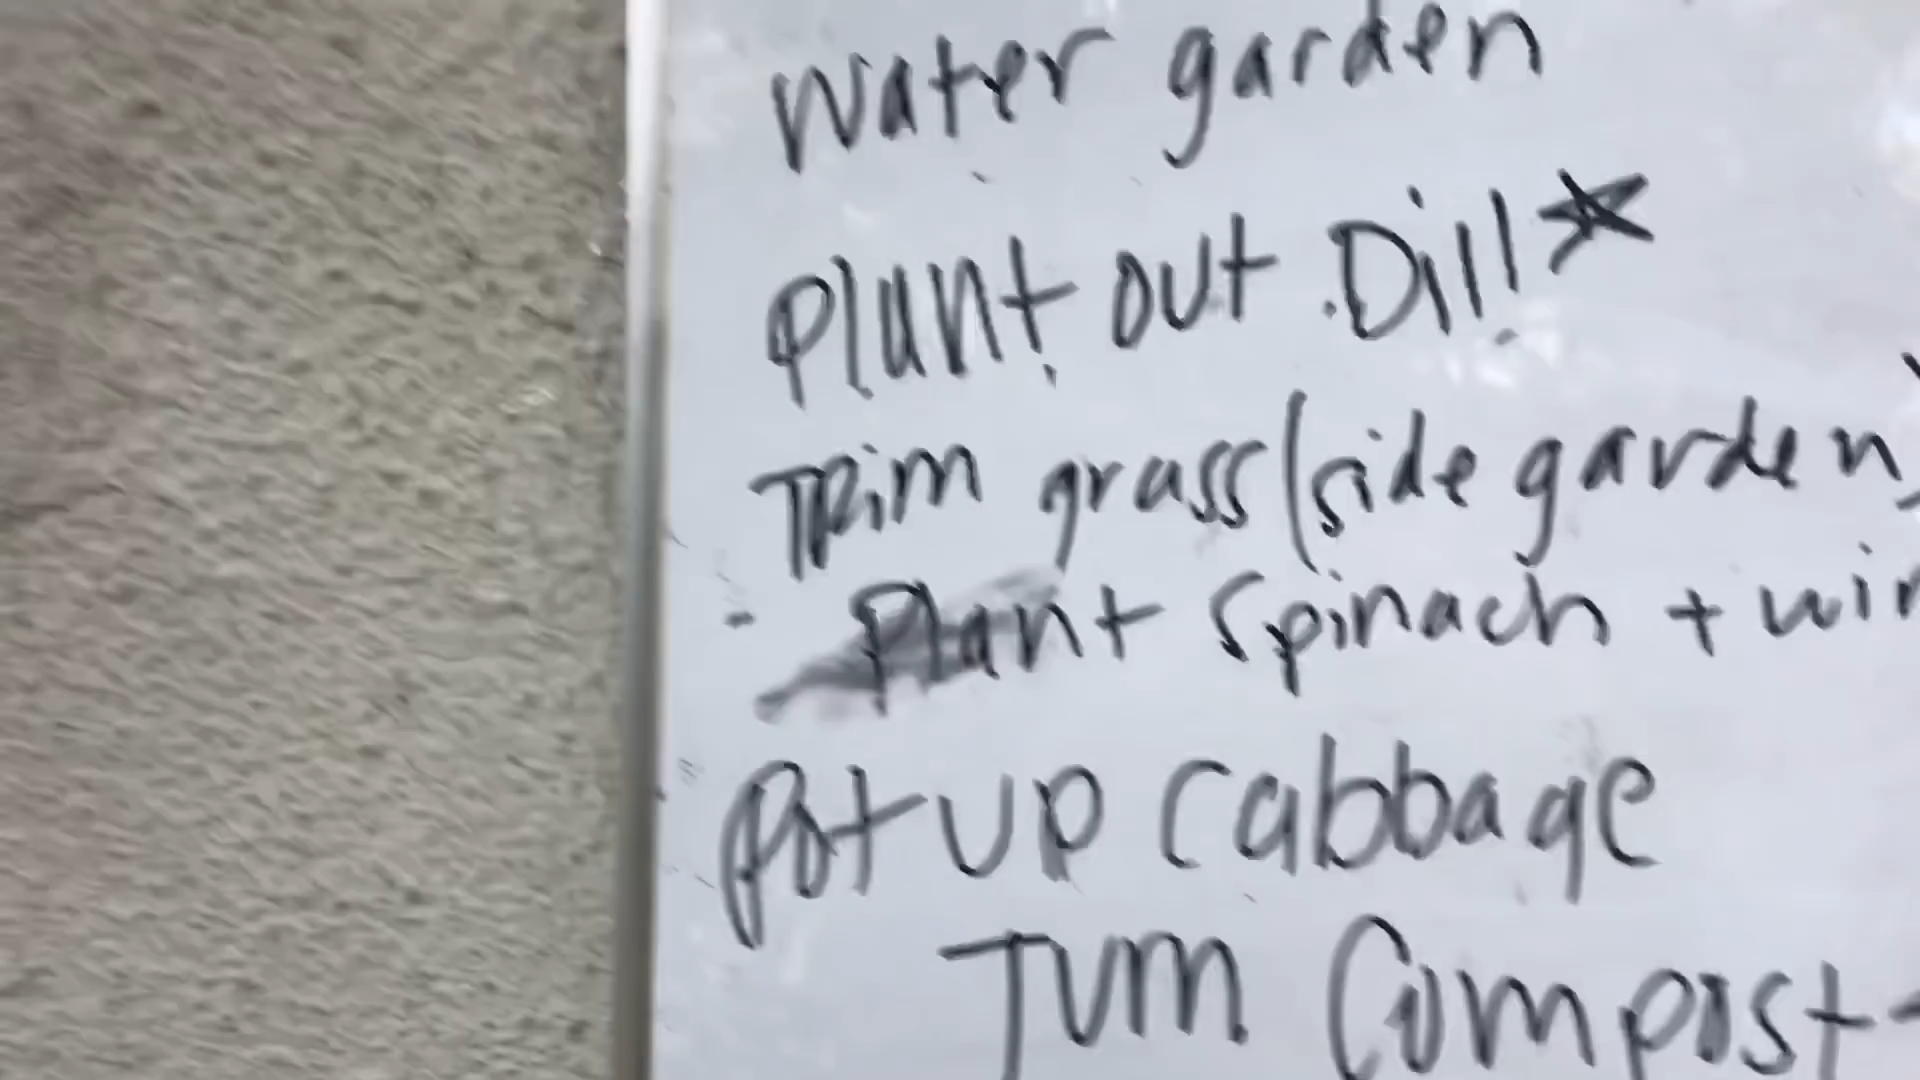 Water garden
Plant out Dill
Trim grass (side garden)
Plant Spinach +
Pot up Cabbage
Turn Compost